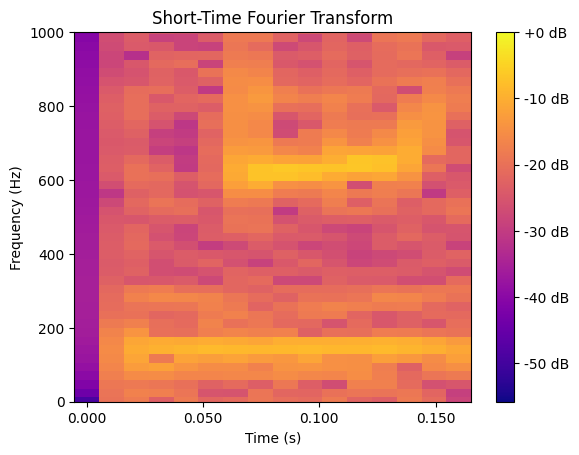 Short-Time Fourier Transform
1000
800
600
400
200
0
Frequency (Hz)
0.000
0.050
0.100
0.150
Time (s)
+0 dB
-10 dB
-20 dB
-30 dB
-40 dB
-50 dB